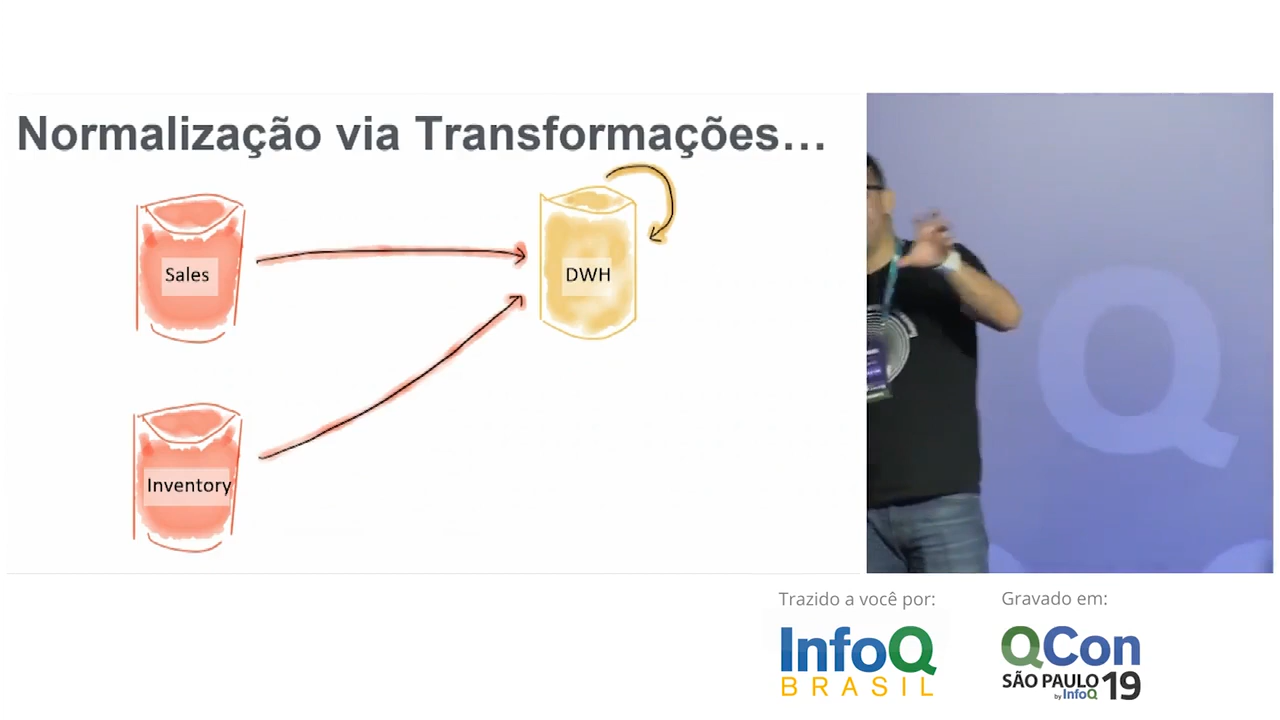 Normalização via Transformações...
Sales
DWH
Inventory
Q
Trazido a você por:
InfoQ
BRASIL
Gravado em:
QCon
SÃO PAULO 19
by InfoQ